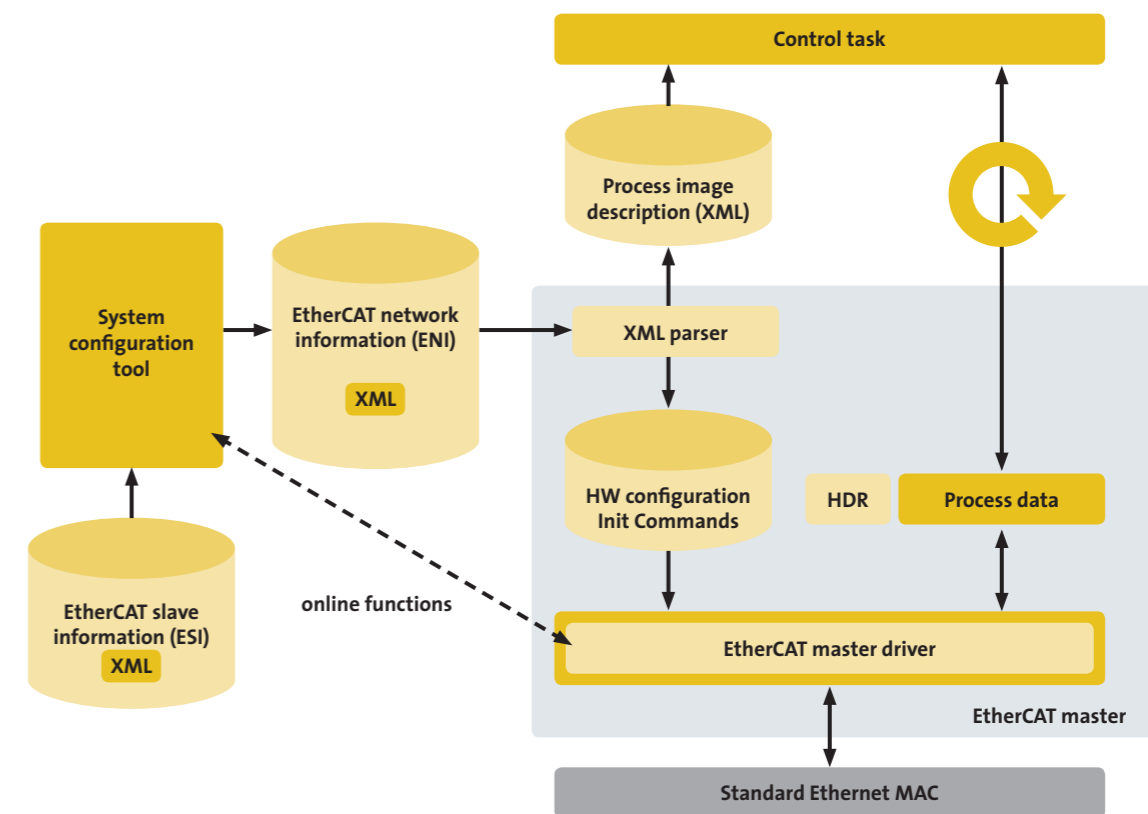 Control task
Process image
description (XML)
System
configuration
tool
EtherCAT network
information (ENI)
XML
XML parser
HW configuration
Init Commands
HDR
Process data
EtherCAT slave
information (ESI)
XML
online functions
EtherCAT master driver
EtherCAT master
Standard Ethernet MAC